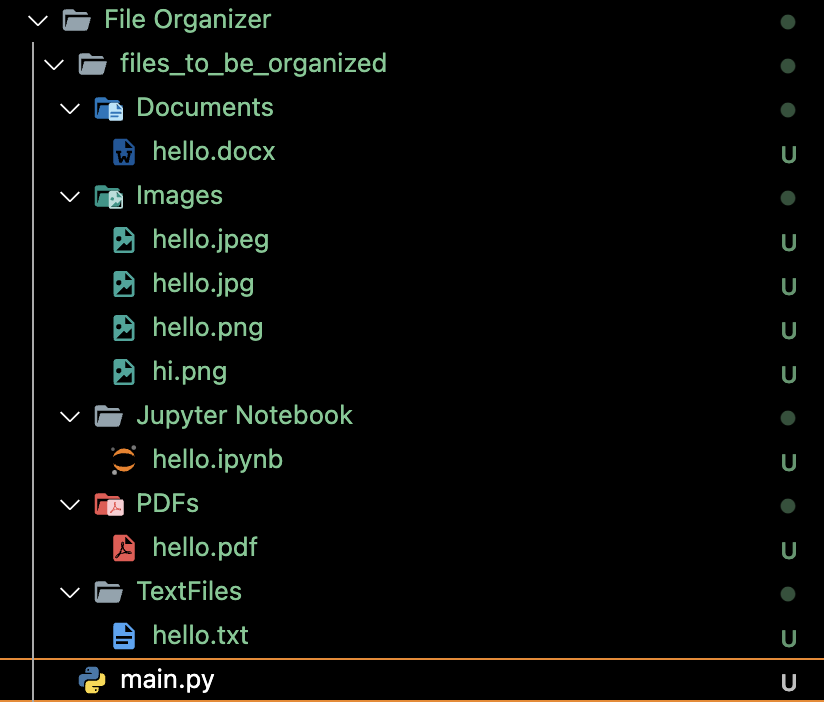 File Organizer
files_to_be_organized
Documents
hello.docx U
Images
hello.jpeg U
hello.jpg U
hello.png U
hi.png U
Jupyter Notebook
hello.ipynb U
PDFs
hello.pdf U
TextFiles
hello.txt U
main.py U